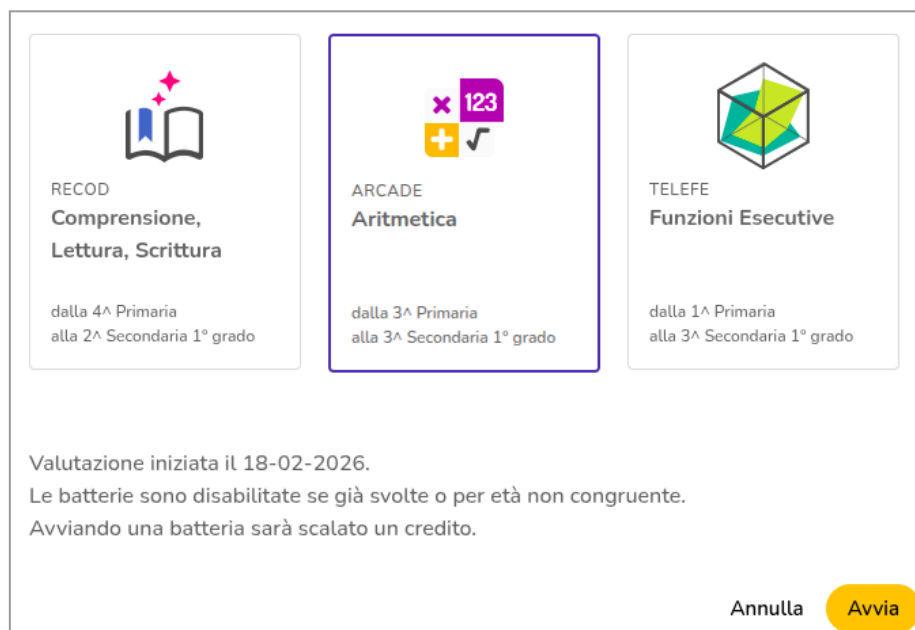 123
RECOD
Comprensione,
Lettura, Scrittura
dalla 4^ Primaria
alla 2^ Secondaria 1° grado
ARCADE
Aritmetica
dalla 3^ Primaria
alla 3^ Secondaria 1° grado
TELEFE
Funzioni Esecutive
dalla 1^ Primaria
alla 3^ Secondaria 1° grado
Valutazione iniziata il 18-02-2026.
Le batterie sono disabilitate se già svolte o per età non congruente.
Avviando una batteria sarà scalato un credito.
Annulla
Avvia